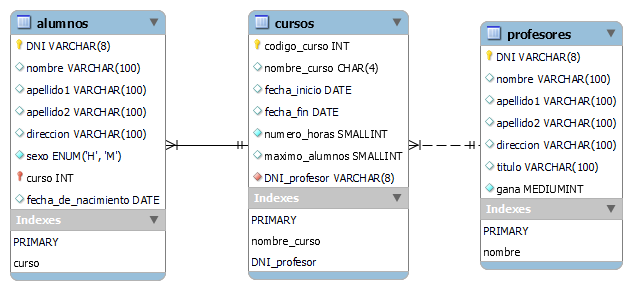 alumnos
DNI VARCHAR(8)
nombre VARCHAR(100)
apellido1 VARCHAR(100)
apellido2 VARCHAR(100)
direccion VARCHAR(100)
sexo ENUM('H', 'M')
curso INT
fecha_de_nacimiento DATE
Indexes
PRIMARY
curso
cursos
codigo_curso INT
nombre_curso CHAR(4)
fecha_inicio DATE
fecha_fin DATE
numero_horas SMALLINT
maximo_alumnos SMALLINT
DNI_profesor VARCHAR(8)
Indexes
PRIMARY
nombre_curso
DNI_profesor
profesores
DNI VARCHAR(8)
nombre VARCHAR(100)
apellido1 VARCHAR(100)
apellido2 VARCHAR(100)
direccion VARCHAR(100)
titulo VARCHAR(100)
gana MEDIUMINT
Indexes
PRIMARY
nombre